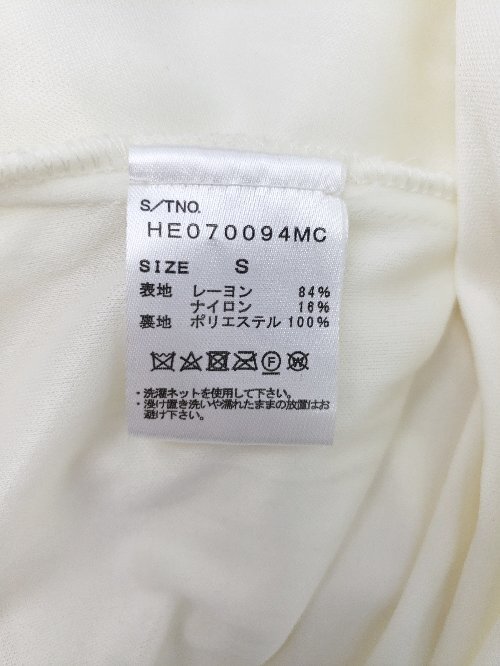 S/TNO.
HE070094MC
SIZE S
表地 レーヨン 84%
ナイロン 16%
裏地 ポリエステル 100%
F W
・洗濯ネットを使用して下さい。
・浸け置き洗いや濡れたままの放置はお
避け下さい。